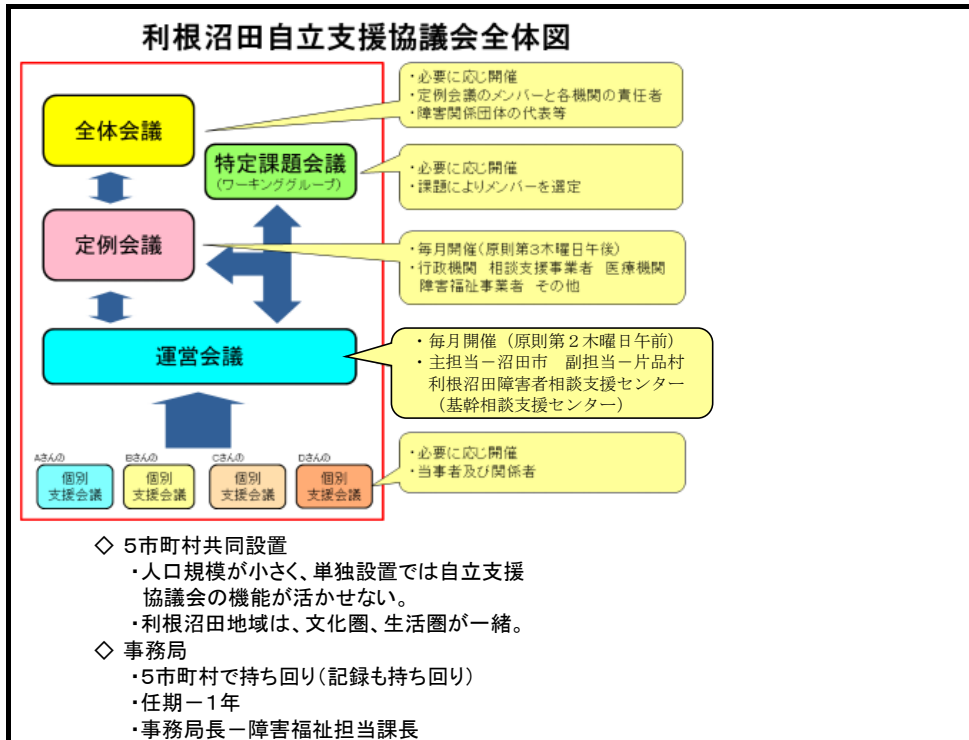 利根沼田自立支援協議会全体図
全体会議
・必要に応じ開催
・定例会議のメンバーと各機関の責任者
・障害関係団体の代表等
特定課題会議
(ワーキンググループ)
・必要に応じ開催
・課題によりメンバーを選定
定例会議
・毎月開催(原則第3木曜日午後)
・行政機関 相談支援事業者 医療機関
障害福祉事業者 その他
運営会議
・毎月開催(原則第2木曜日午前)
・主担当-沼田市 副担当-片品村
利根沼田障害者相談支援センター
(基幹相談支援センター)
Aさんの
個別
支援会議
Bさんの
個別
支援会議
Cさんの
個別
支援会議
Dさんの
個別
支援会議
・必要に応じ開催
・当事者及び関係者
◇ 5市町村共同設置
・人口規模が小さく、単独設置では自立支援
協議会の機能が活かせない。
・利根沼田地域は、文化圏、生活圏が一緒。
◇ 事務局
・5市町村で持ち回り(記録も持ち回り)
・任期-1年
・事務局長-障害福祉担当課長